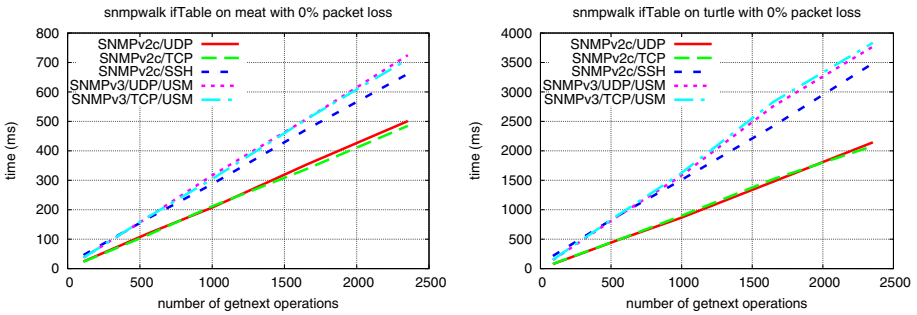 snmpwalk ifTable on meat with 0% packet loss
800
700
600
500
400
300
200
100
0
time (ms)
SNMPv2c/UDP
SNMPv2c/TCP
SNMPv2c/SSH
SNMPv3/UDP/USM
SNMPv3/TCP/USM
0
500
1000
1500
2000
2500
number of getnext operations
snmpwalk ifTable on turtle with 0% packet loss
4000
3500
3000
2500
2000
1500
1000
500
0
time (ms)
SNMPv2c/UDP
SNMPv2c/TCP
SNMPv2c/SSH
SNMPv3/UDP/USM
SNMPv3/TCP/USM
0
500
1000
1500
2000
2500
number of getnext operations